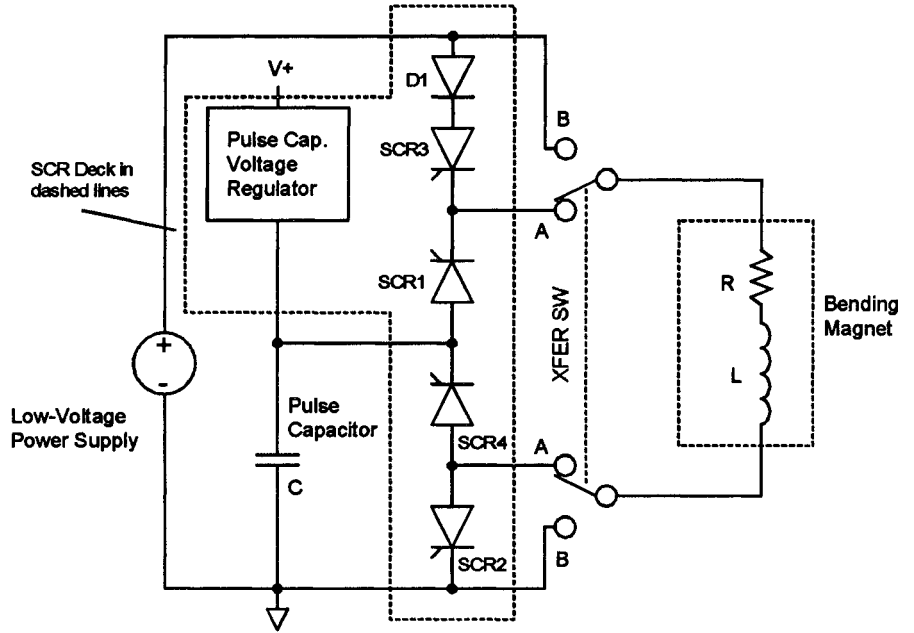 V+
D1
B
Pulse Cap.
Voltage
Regulator
SCR3
SCR Deck in
dashed lines
A
SCR1
R
XFER SW
Bending
Magnet
+
-
L
Low-Voltage
Power Supply
Pulse
Capacitor
A
SCR4
C
SCR2
B